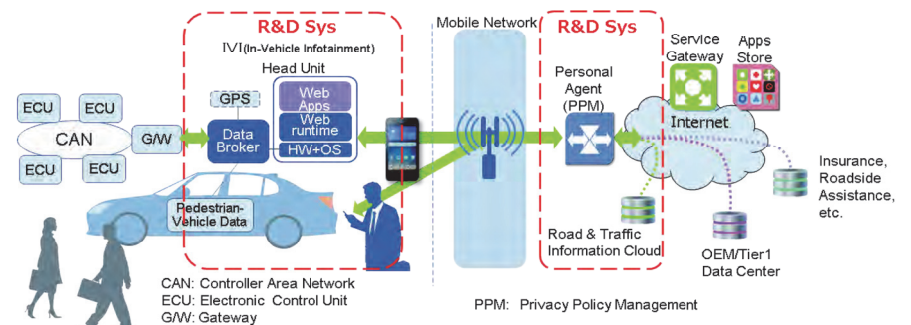 R&D Sys
IVI(In-Vehicle Infotainment)
Head Unit
GPS
Web
Apps
Web
runtime
HW+OS
Data
Broker
ECU
ECU
CAN
G/W
ECU
ECU
Pedestrian-
Vehicle Data
Mobile Network
R&D Sys
Personal
Agent
(PPM)
Service
Gateway
Apps
Store
Internet
Road & Traffic
Information Cloud
OEM/Tier1
Data Center
Insurance,
Roadside
Assistance,
etc.
CAN: Controller Area Network
ECU: Electronic Control Unit
G/W: Gateway
PPM: Privacy Policy Management